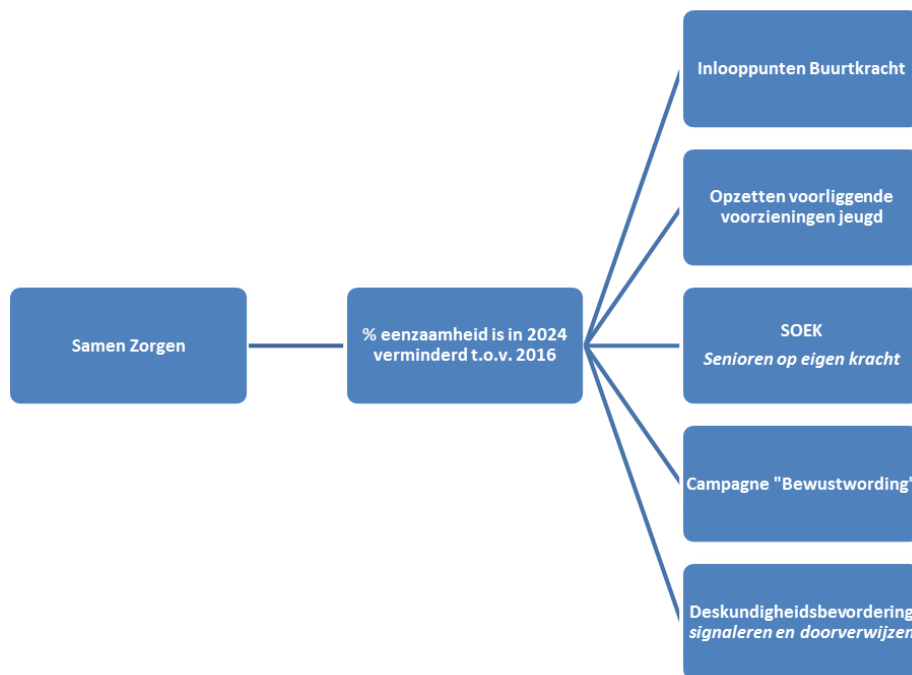 Inlooppunten Buurtkracht
Opzetten voorliggende
voorzieningen jeugd
Samen Zorgen
% eenzaamheid is in 2024
verminderd t.o.v. 2016
SOEK
Senioren op eigen kracht
Campagne "Bewustwording"
Deskundigheidsbevordering
signaleren en doorverwijzen